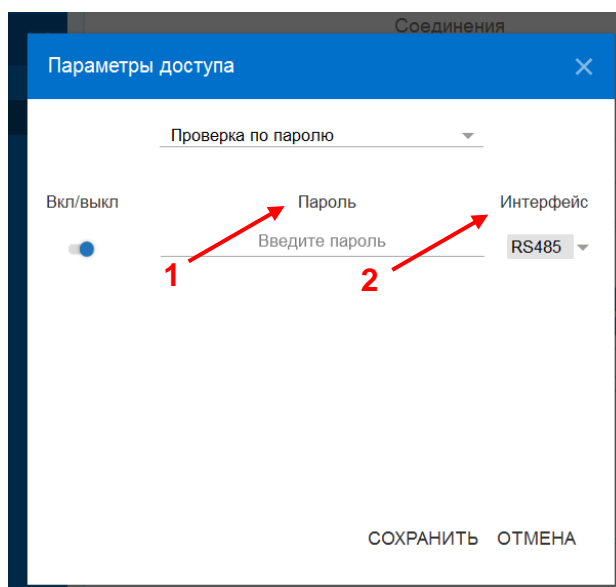 Соединения
Параметры доступа
Проверка по паролю
Вкл/выкл Пароль Интерфейс
Введите пароль RS485
1 2
СОХРАНИТЬ ОТМЕНА